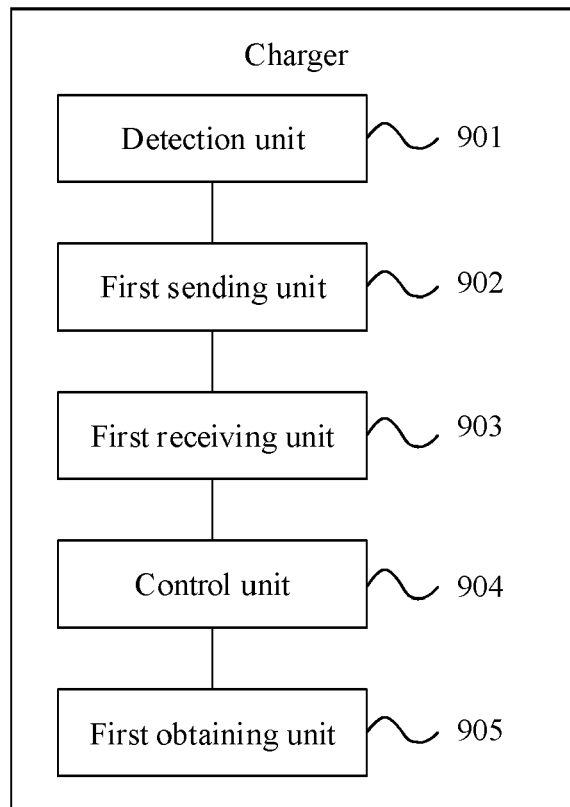 Charger
Detection unit 901
First sending unit 902
First receiving unit 903
Control unit 904
First obtaining unit 905